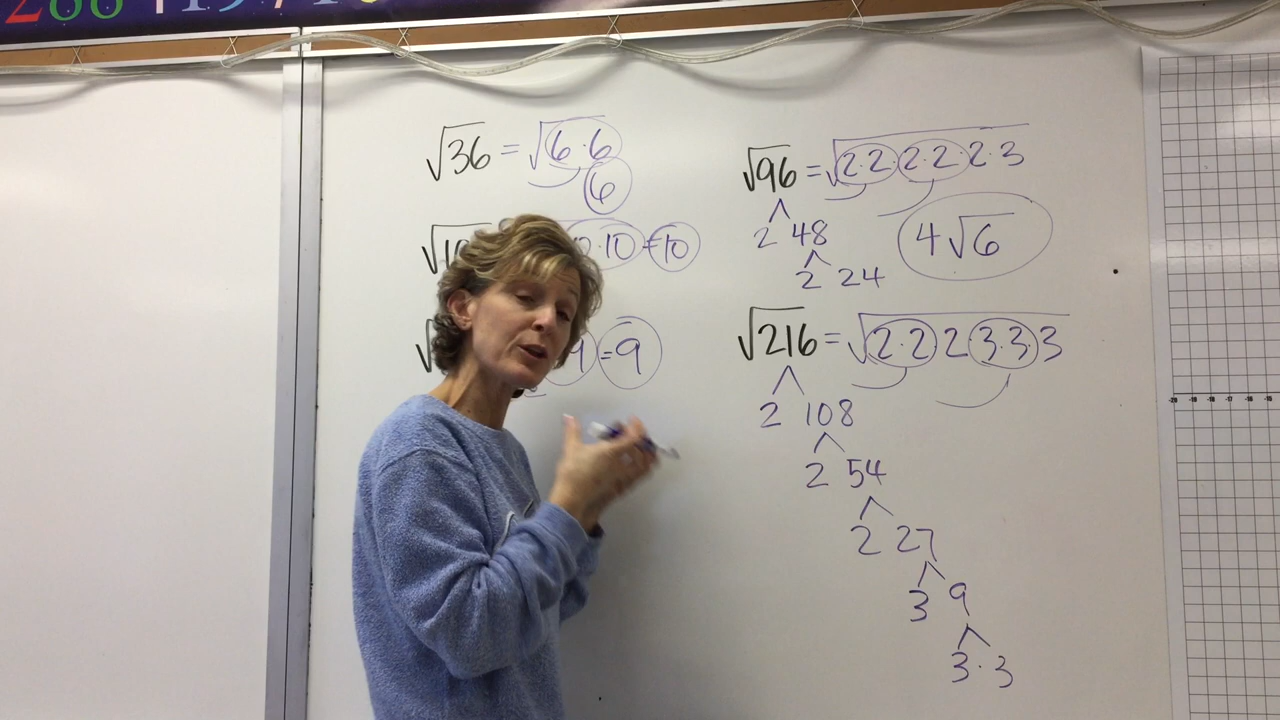 √36 = √6·6
6
·10 = 10
9 = 9
√96 = √2·2·2·2·2·3
2 48
4√6
2 24
√216 = √2·2·2·3·3·3
2 108
2 54
2 27
3 9
3·3